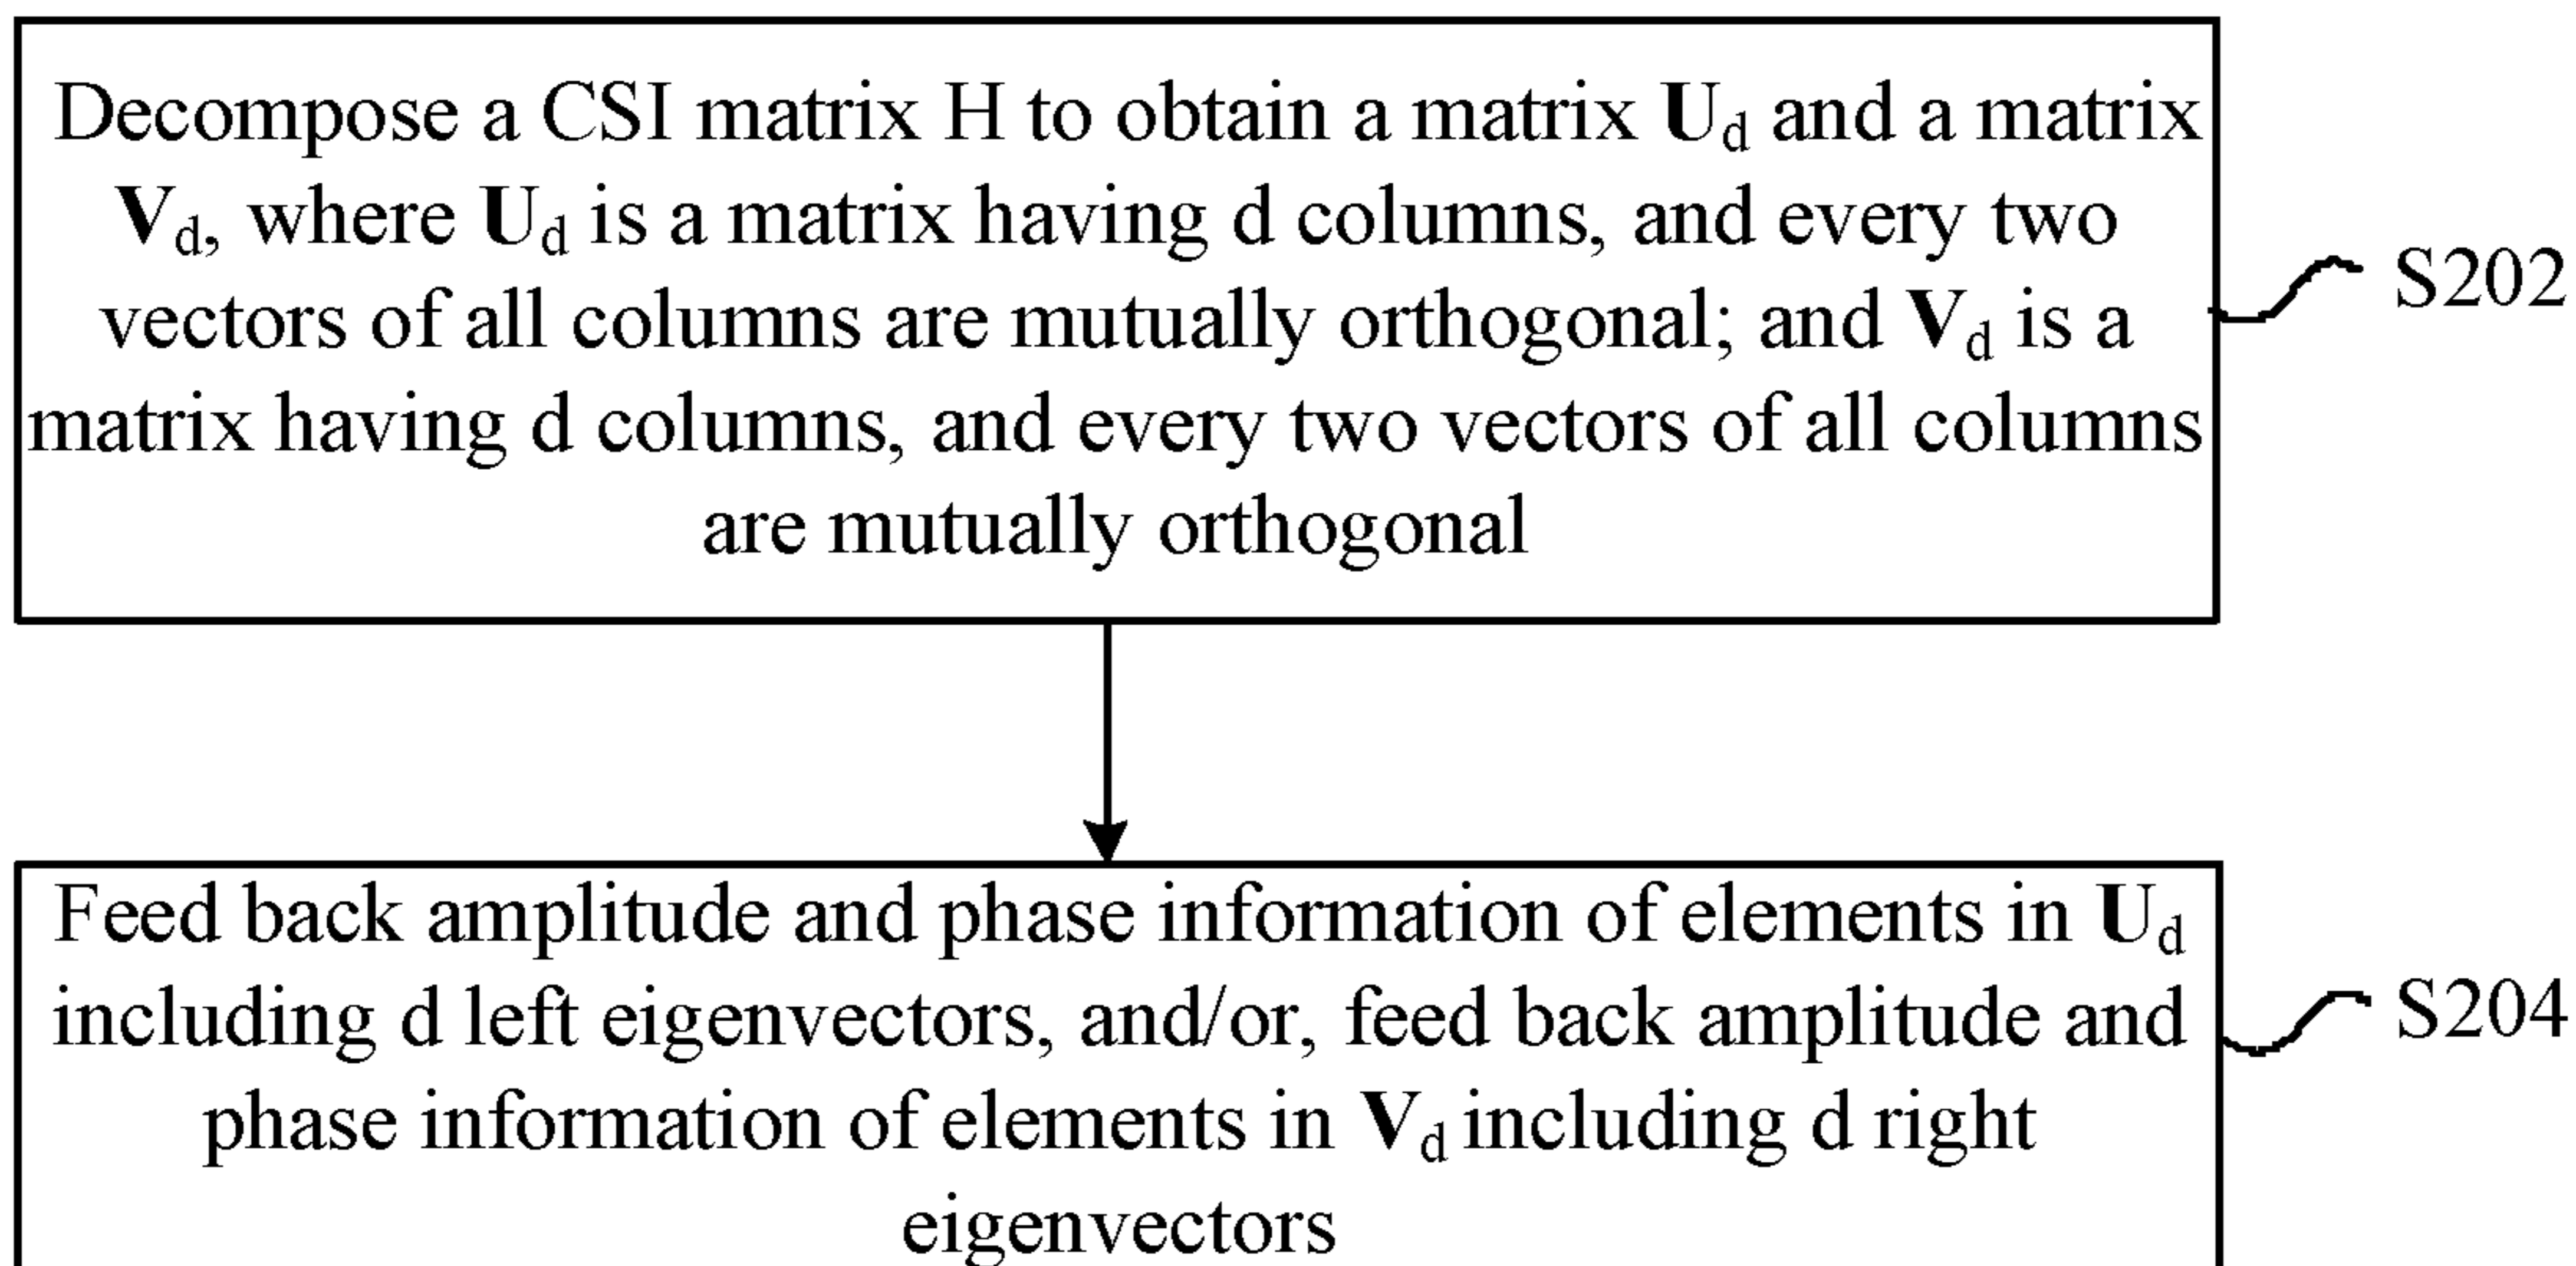 Decompose a CSI matrix H to obtain a matrix Ud and a matrix
Vd, where Ud is a matrix having d columns, and every two
vectors of all columns are mutually orthogonal; and Vd is a
matrix having d columns, and every two vectors of all columns
are mutually orthogonal
S202
Feed back amplitude and phase information of elements in Ud
including d left eigenvectors, and/or, feed back amplitude and
phase information of elements in Vd including d right
eigenvectors
S204